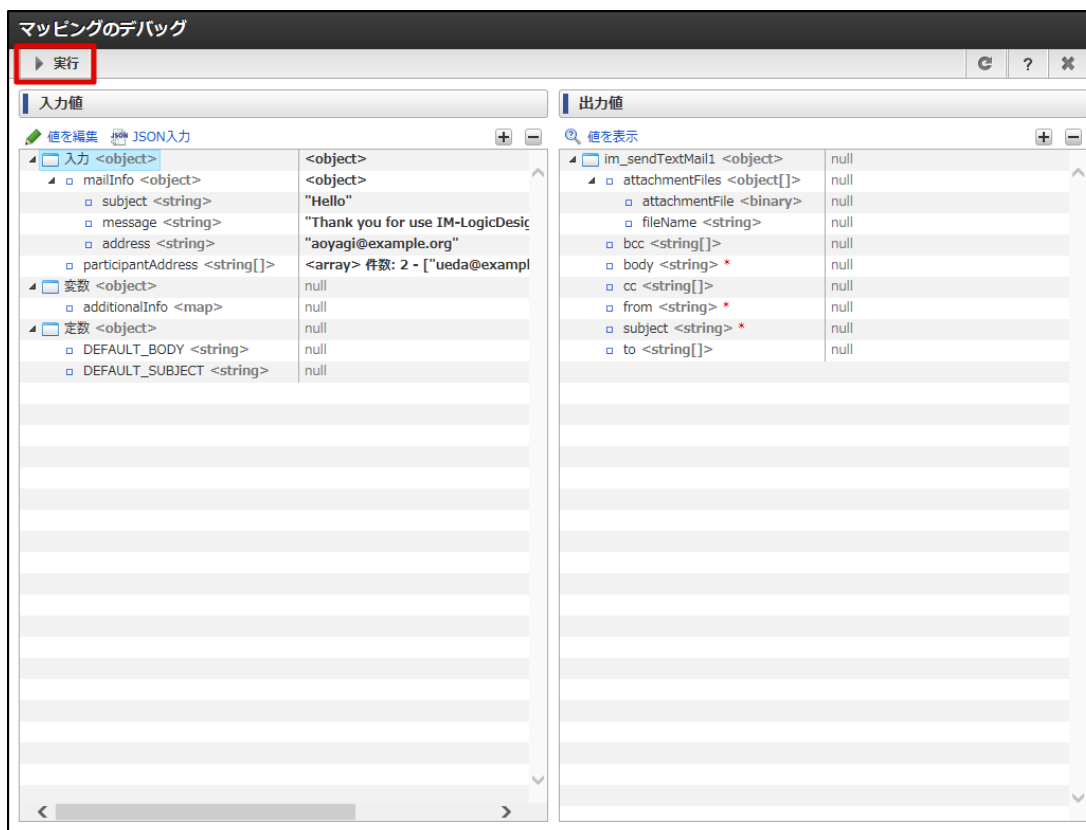 マッピングのデバッグ
実行
?
入力値
値を編集 JSON入力
入力 <object> <object>
mailInfo <object> <object>
subject <string> "Hello"
message <string> "Thank you for use IM-LogicDesig
address <string> "aoyagi@example.org"
participantAddress <string[]> <array> 件数: 2 - ["ueda@exampl
変数 <object> null
additionalInfo <map> null
定数 <object> null
DEFAULT_BODY <string> null
DEFAULT_SUBJECT <string> null
出力値
値を表示
im_sendTextMail1 <object> null
attachmentFiles <object[]> null
attachmentFile <binary> null
fileName <string> null
bcc <string[]> null
body <string> * null
cc <string[]> null
from <string> * null
subject <string> * null
to <string[]> null